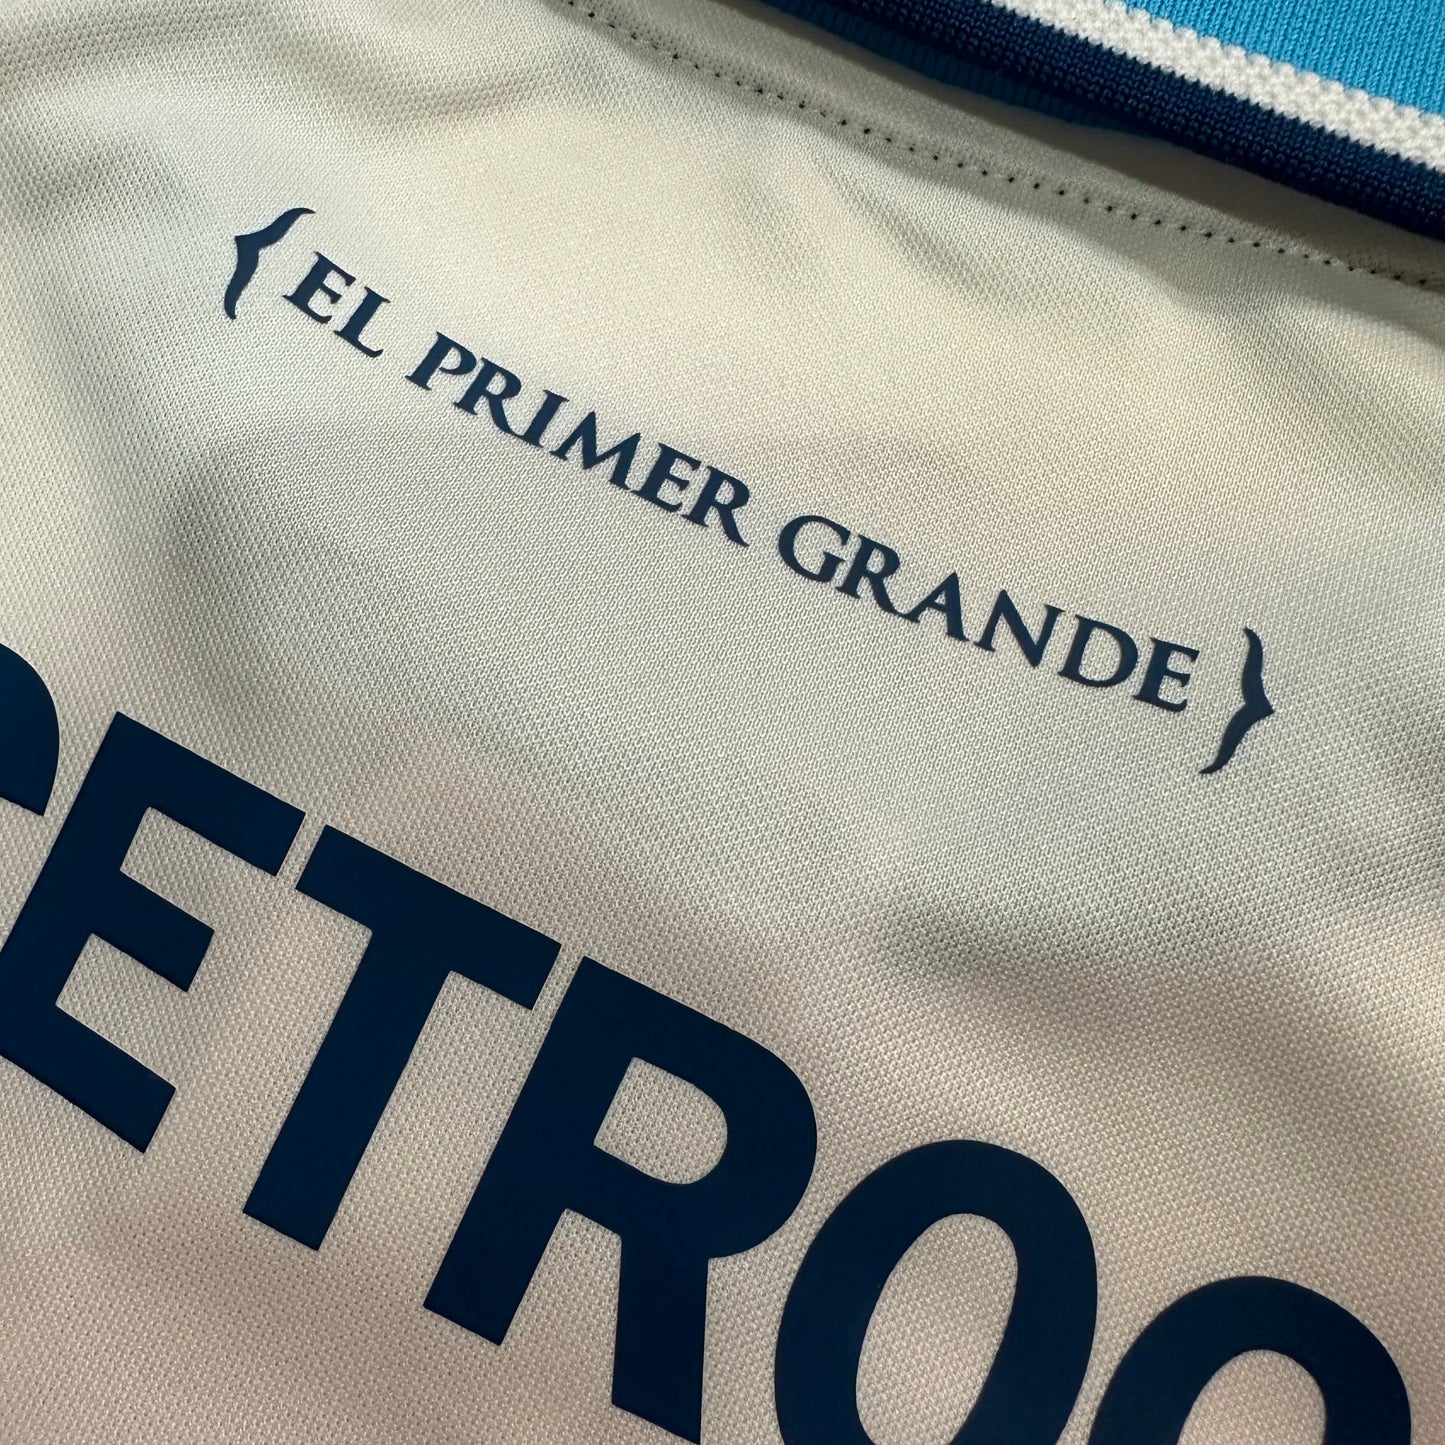 { EL PRIMER GRANDE }
ETRO